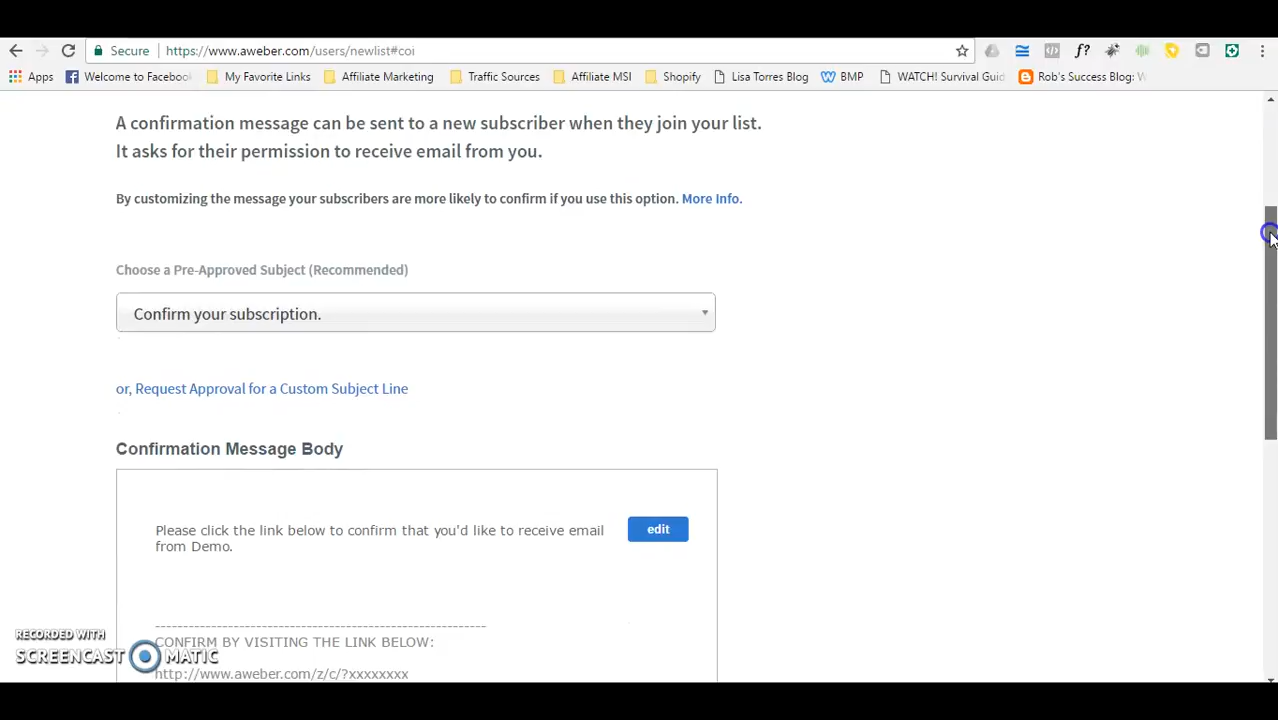 Secure https://www.aweber.com/users/newlist#coi
Apps Welcome to Facebook My Favorite Links Affiliate Marketing Traffic Sources Affiliate MSI Shopify Lisa Torres Blog BMP WATCH! Survival Guid Rob's Success Blog: W
A confirmation message can be sent to a new subscriber when they join your list.
It asks for their permission to receive email from you.
By customizing the message your subscribers are more likely to confirm if you use this option. More Info.
Choose a Pre-Approved Subject (Recommended)
Confirm your subscription.
or, Request Approval for a Custom Subject Line
Confirmation Message Body
Please click the link below to confirm that you'd like to receive email
from Demo.
edit
------------------------------------------------------
CONFIRM BY VISITING THE LINK BELOW:
http://www.aweber.com/z/c/?xxxxxxxx
RECORDED WITH
SCREENCAST MATIC